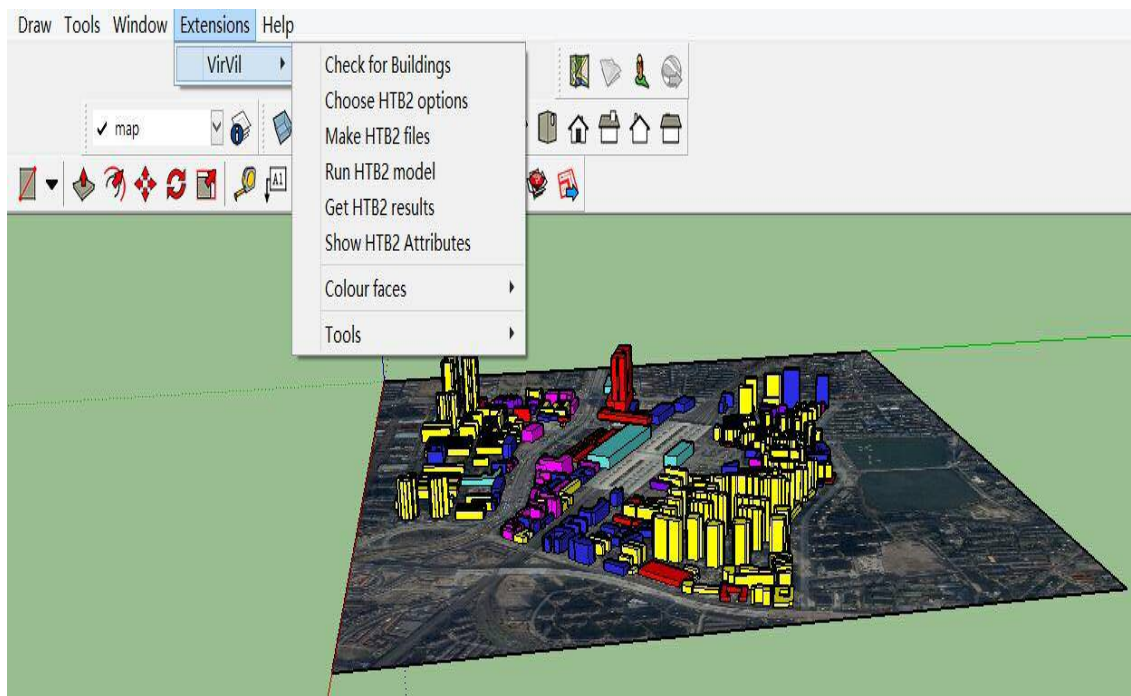 Draw Tools Window Extensions Help
VirVil
Check for Buildings
Choose HTB2 options
Make HTB2 files
Run HTB2 model
Get HTB2 results
Show HTB2 Attributes
Colour faces
Tools
map
A1